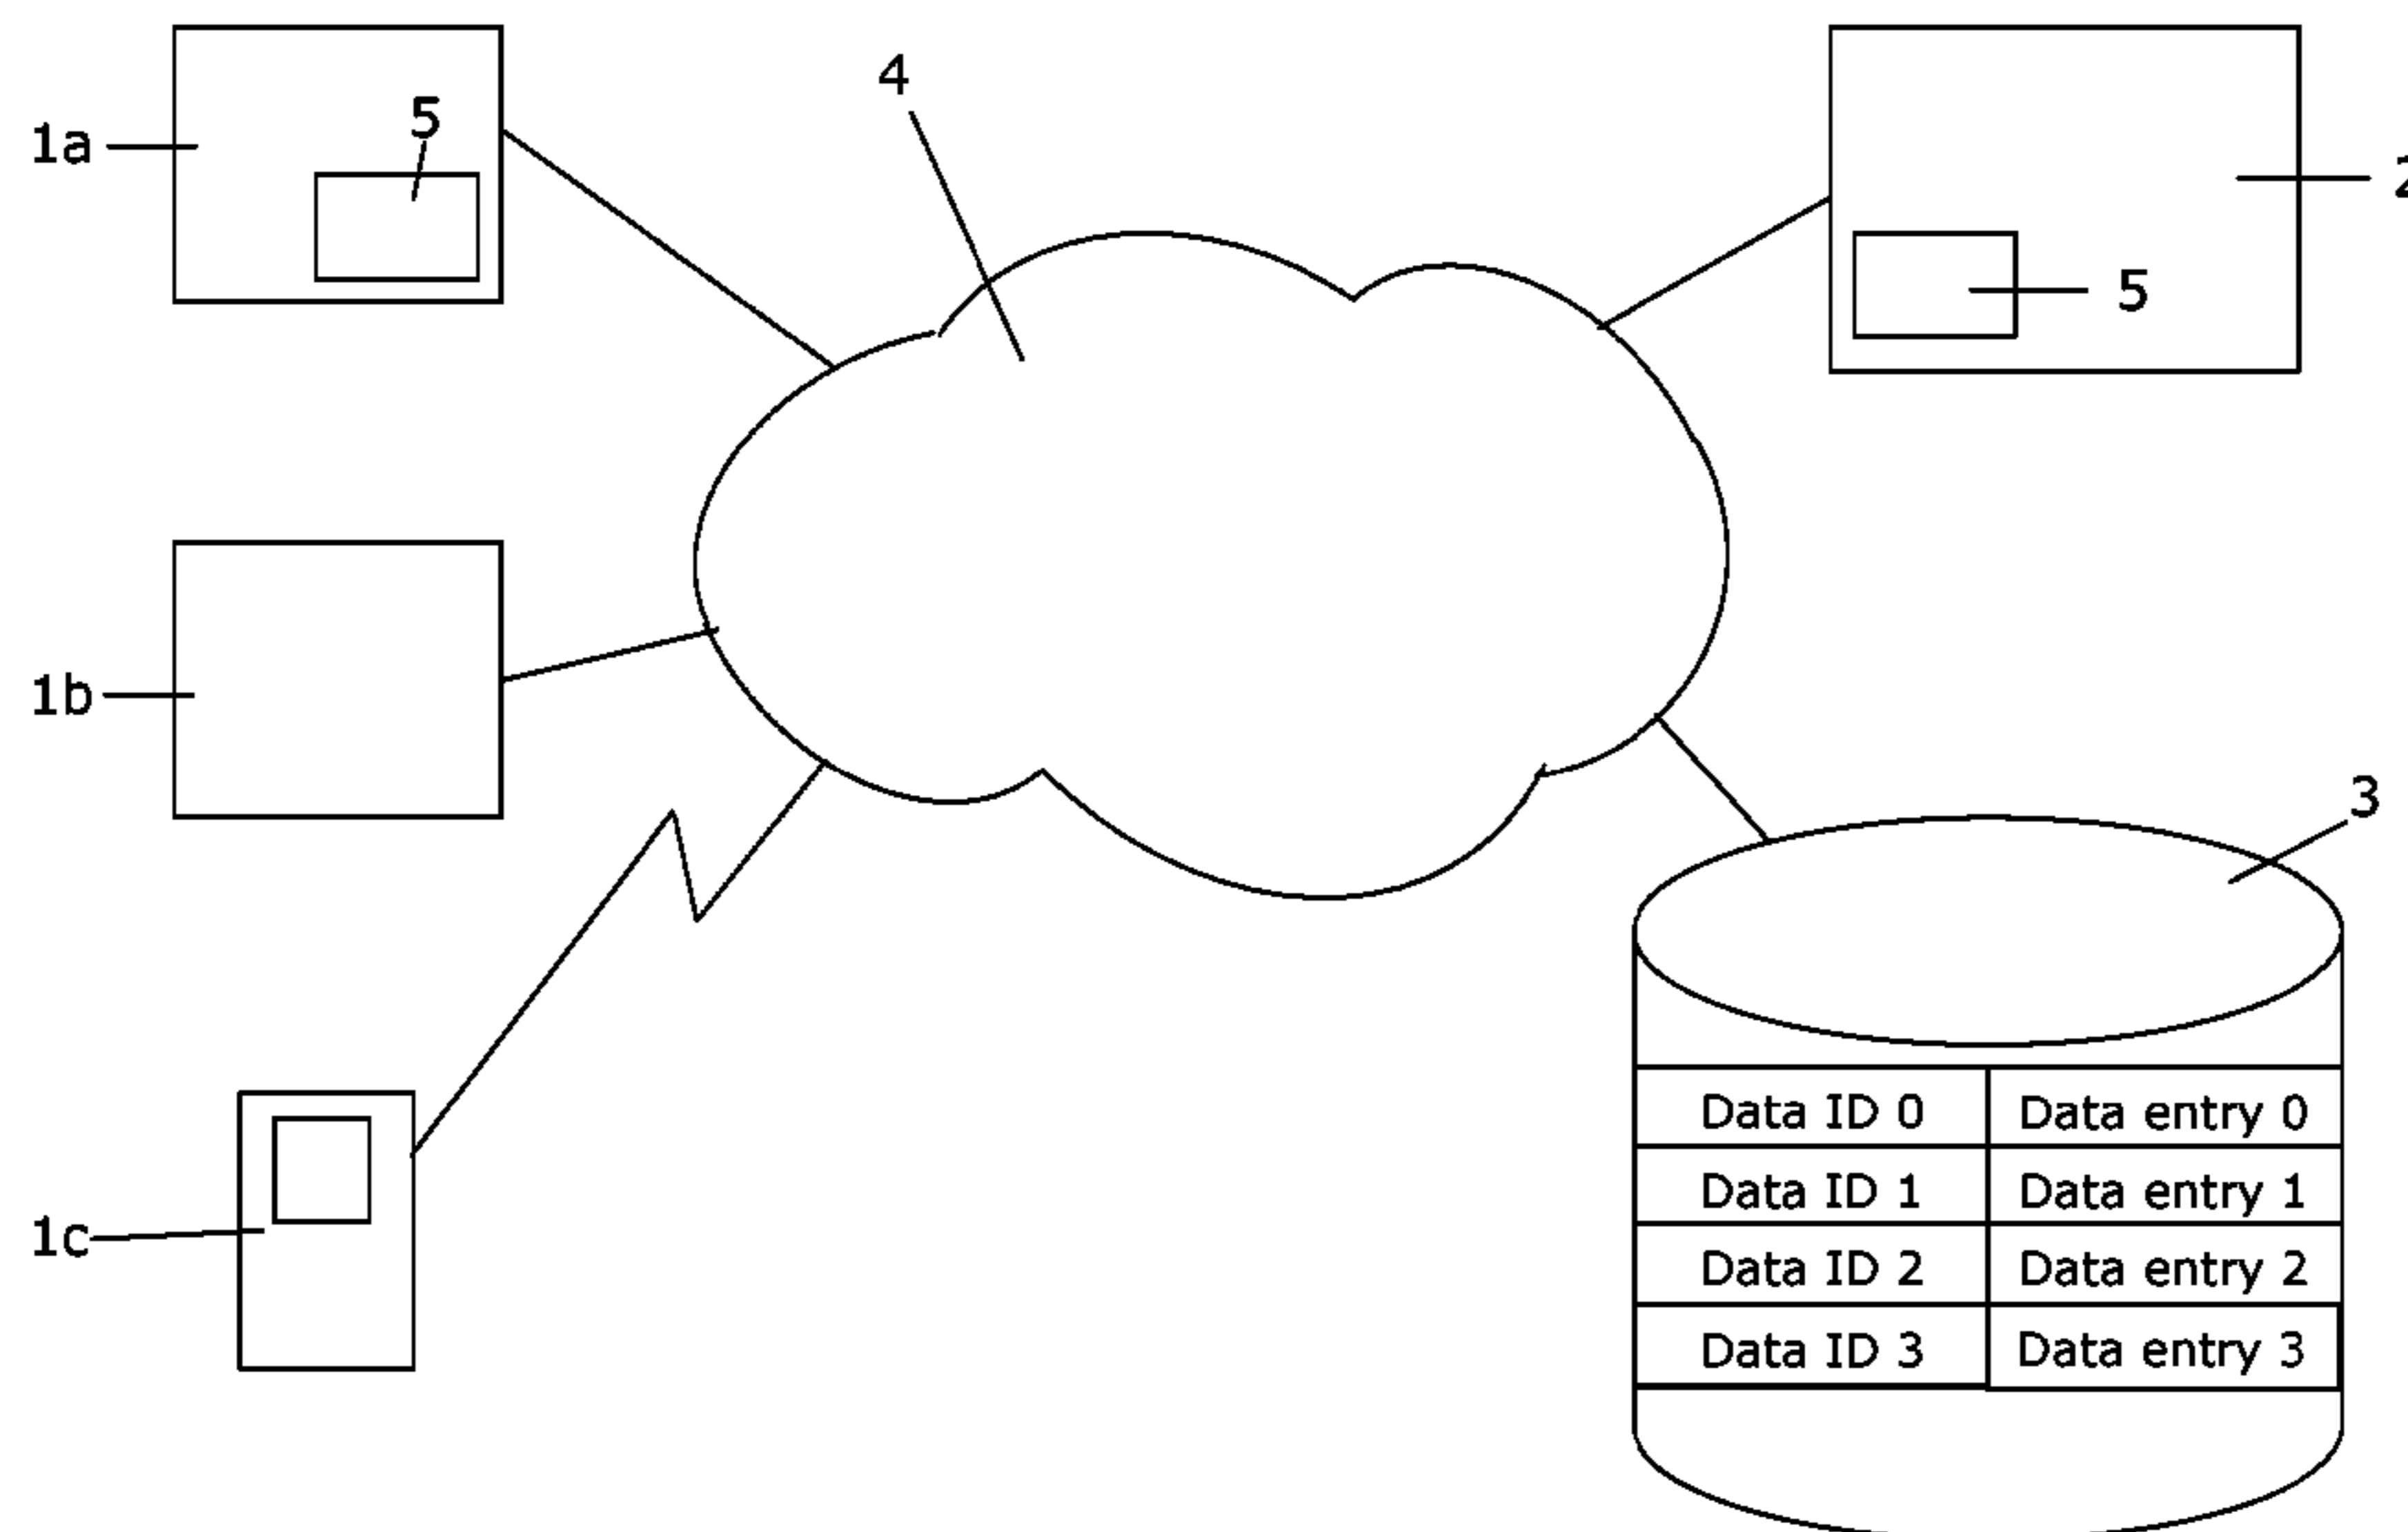 4
5
1a
2
5
1b
3
Data ID 0 Data entry 0
Data ID 1 Data entry 1
1c
Data ID 2 Data entry 2
Data ID 3 Data entry 3